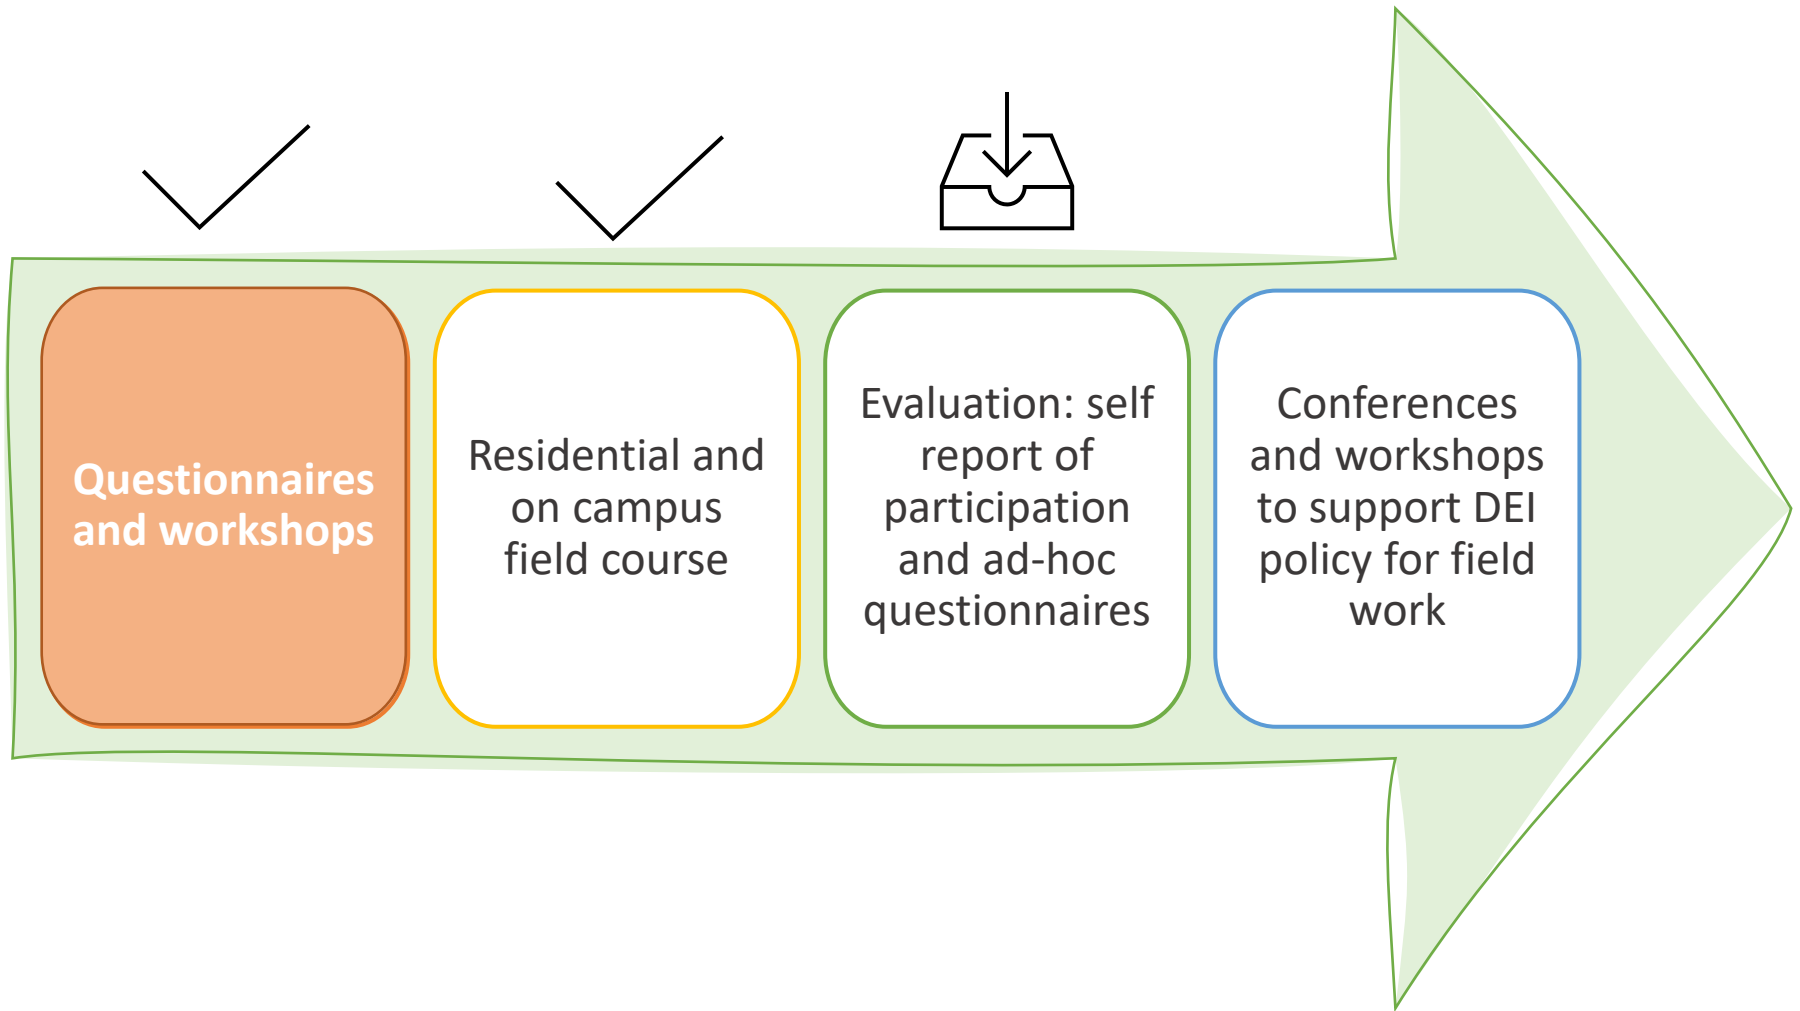 Questionnaires
and workshops
Residential and
on campus
field course
Evaluation: self
report of
participation
and ad-hoc
questionnaires
Conferences
and workshops
to support DEI
policy for field
work